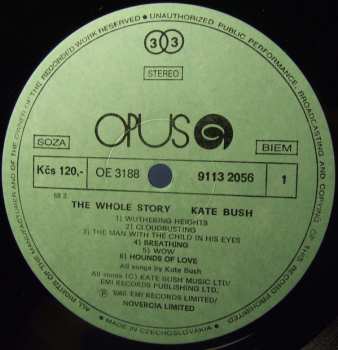 UNAUTHORIZED PUBLIC PERFORMANCE, BROADCASTING AND COPYING OF THIS RECORD PROHIBITED
ALL RIGHTS OF THE MANUFACTURER AND OF THE OWNER OF THE RECORDED WORK RESERVED
33
STEREO
OPUS
SOZA
BIEM
Kčs 120,-
OE 3188
9113 2056
1
THE WHOLE STORY KATE BUSH
1) WUTHERING HEIGHTS
2) CLOUDBUSTING
3) THE MAN WITH THE CHILD IN HIS EYES
4) BREATHING
5) WOW
6) HOUNDS OF LOVE
All songs by Kate Bush
All titles (C) KATE BUSH MUSIC LTD/
EMI RECORDS PUBLISHING LTD.
(P) 1986 EMI RECORDS LIMITED/
NOVERCIA LIMITED
MADE IN CZECHOSLOVAKIA